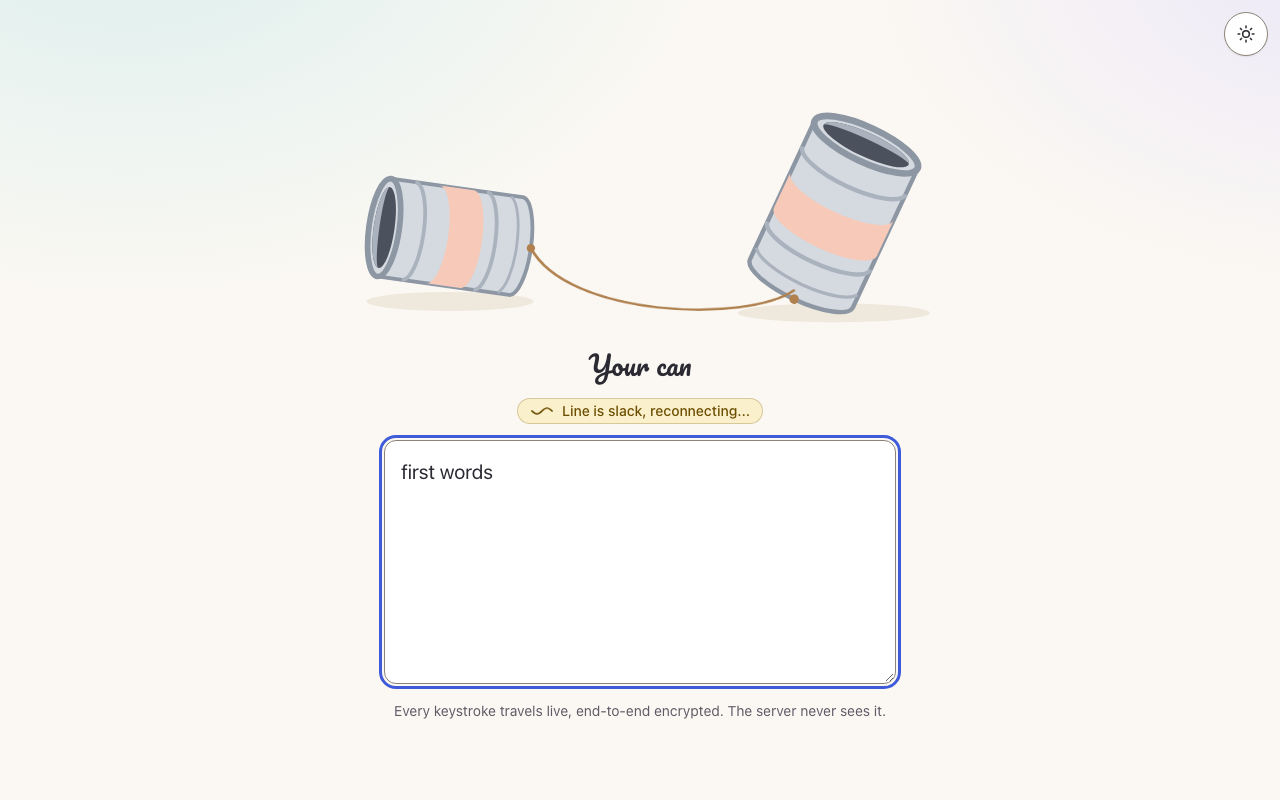 Your can
Line is slack, reconnecting...
first words
Every keystroke travels live, end-to-end encrypted. The server never sees it.